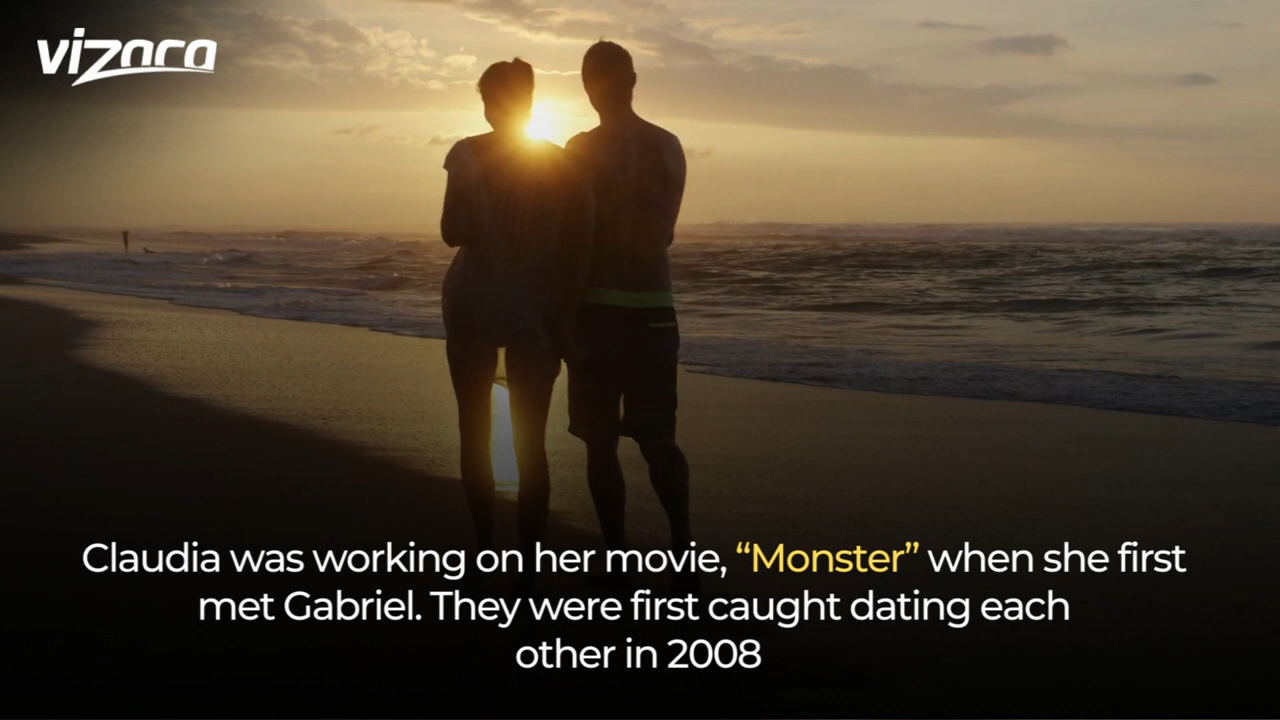 vizaca
Claudia was working on her movie, “Monster” when she first
met Gabriel. They were first caught dating each
other in 2008